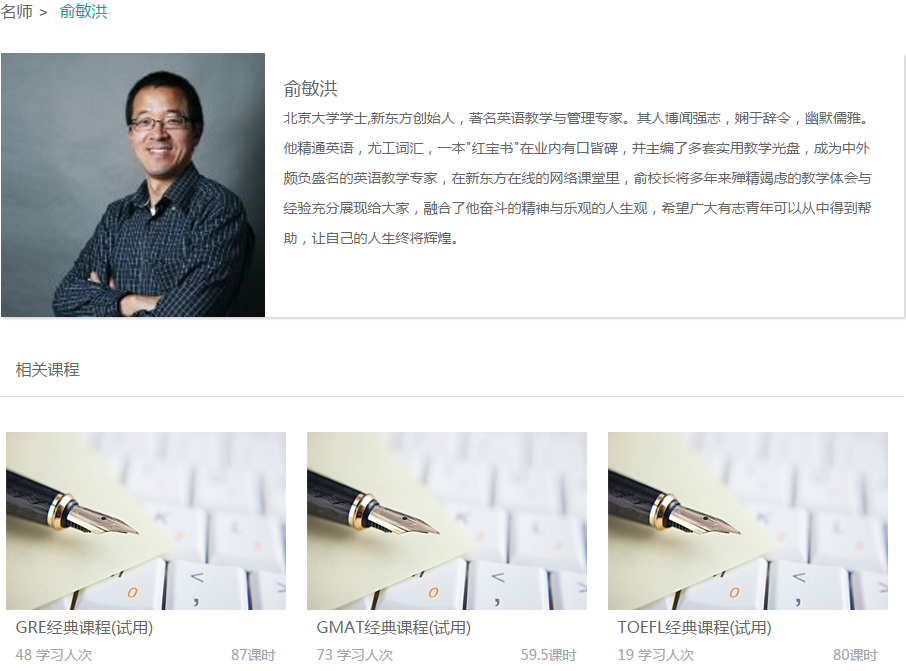 名师 > 俞敏洪
俞敏洪
北京大学学士,新东方创始人，著名英语教学与管理专家。其人博闻强志，娴于辞令，幽默儒雅。
他精通英语，尤工词汇，一本"红宝书"在业内有口皆碑，并主编了多套实用教学光盘，成为中外
颇负盛名的英语教学专家，在新东方在线的网络课堂里，俞校长将多年来殚精竭虑的教学体会与
经验充分展现给大家，融合了他奋斗的精神与乐观的人生观，希望广大有志青年可以从中得到帮
助，让自己的人生终将辉煌。
相关课程
GRE经典课程(试用)
48 学习人次 87课时
GMAT经典课程(试用)
73 学习人次 59.5课时
TOEFL经典课程(试用)
19 学习人次 80课时